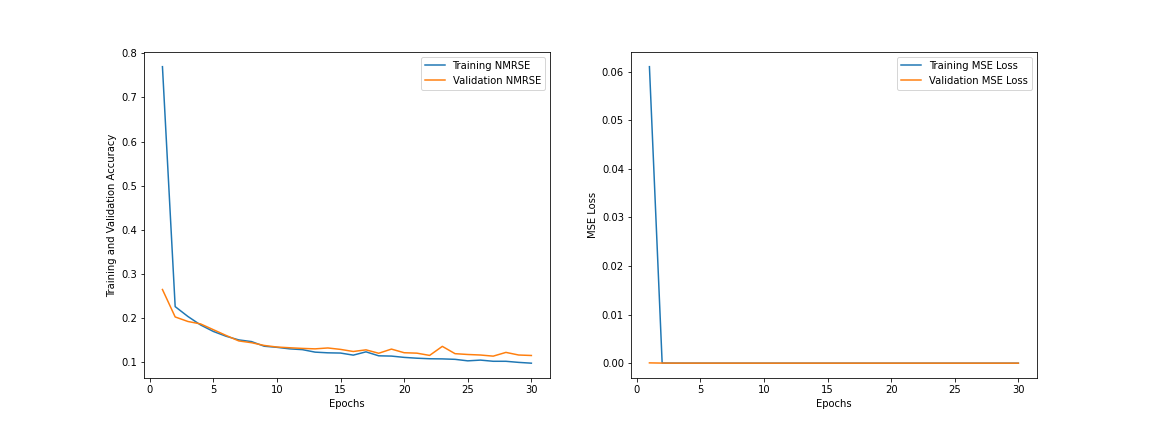 Training and Validation Accuracy
0.8
0.7
0.6
0.5
0.4
0.3
0.2
0.1
Training NMRSE
Validation NMRSE
0 5 10 15 20 25 30
Epochs
MSE Loss
0.06
0.05
0.04
0.03
0.02
0.01
0.00
Training MSE Loss
Validation MSE Loss
0 5 10 15 20 25 30
Epochs